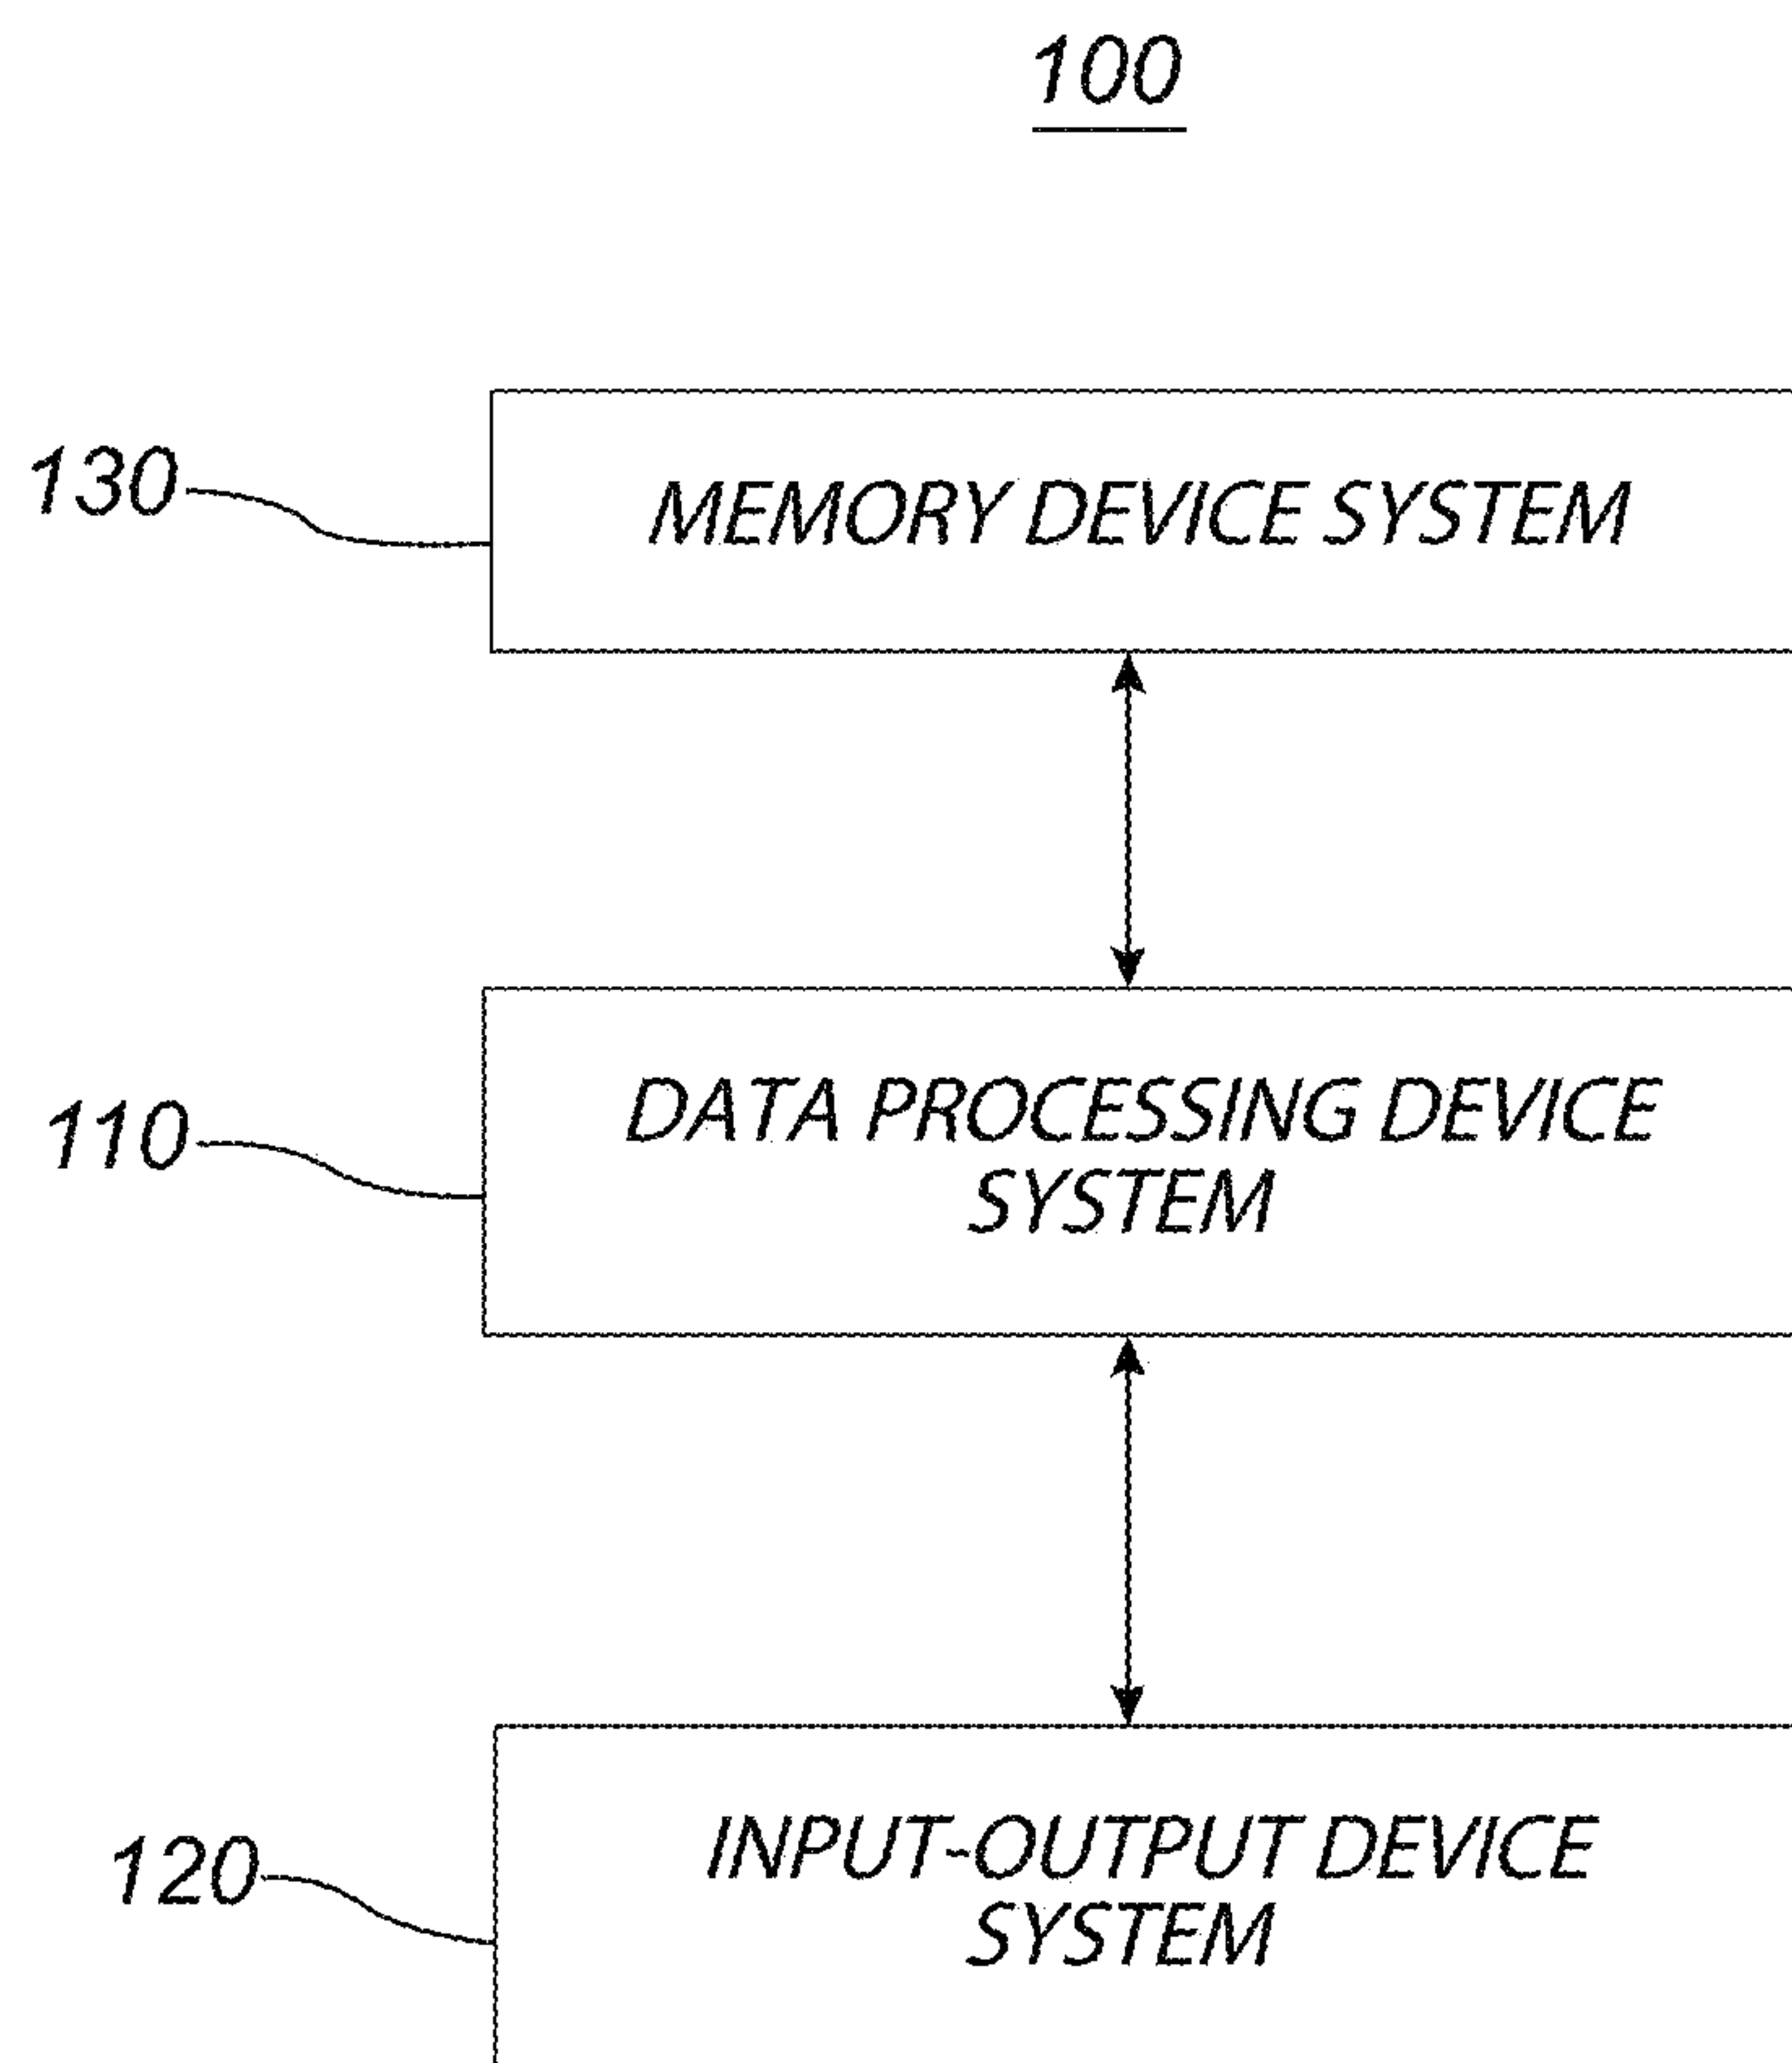 100
130
MEMORY DEVICE SYSTEM
110
DATA PROCESSING DEVICE
SYSTEM
120
INPUT-OUTPUT DEVICE
SYSTEM